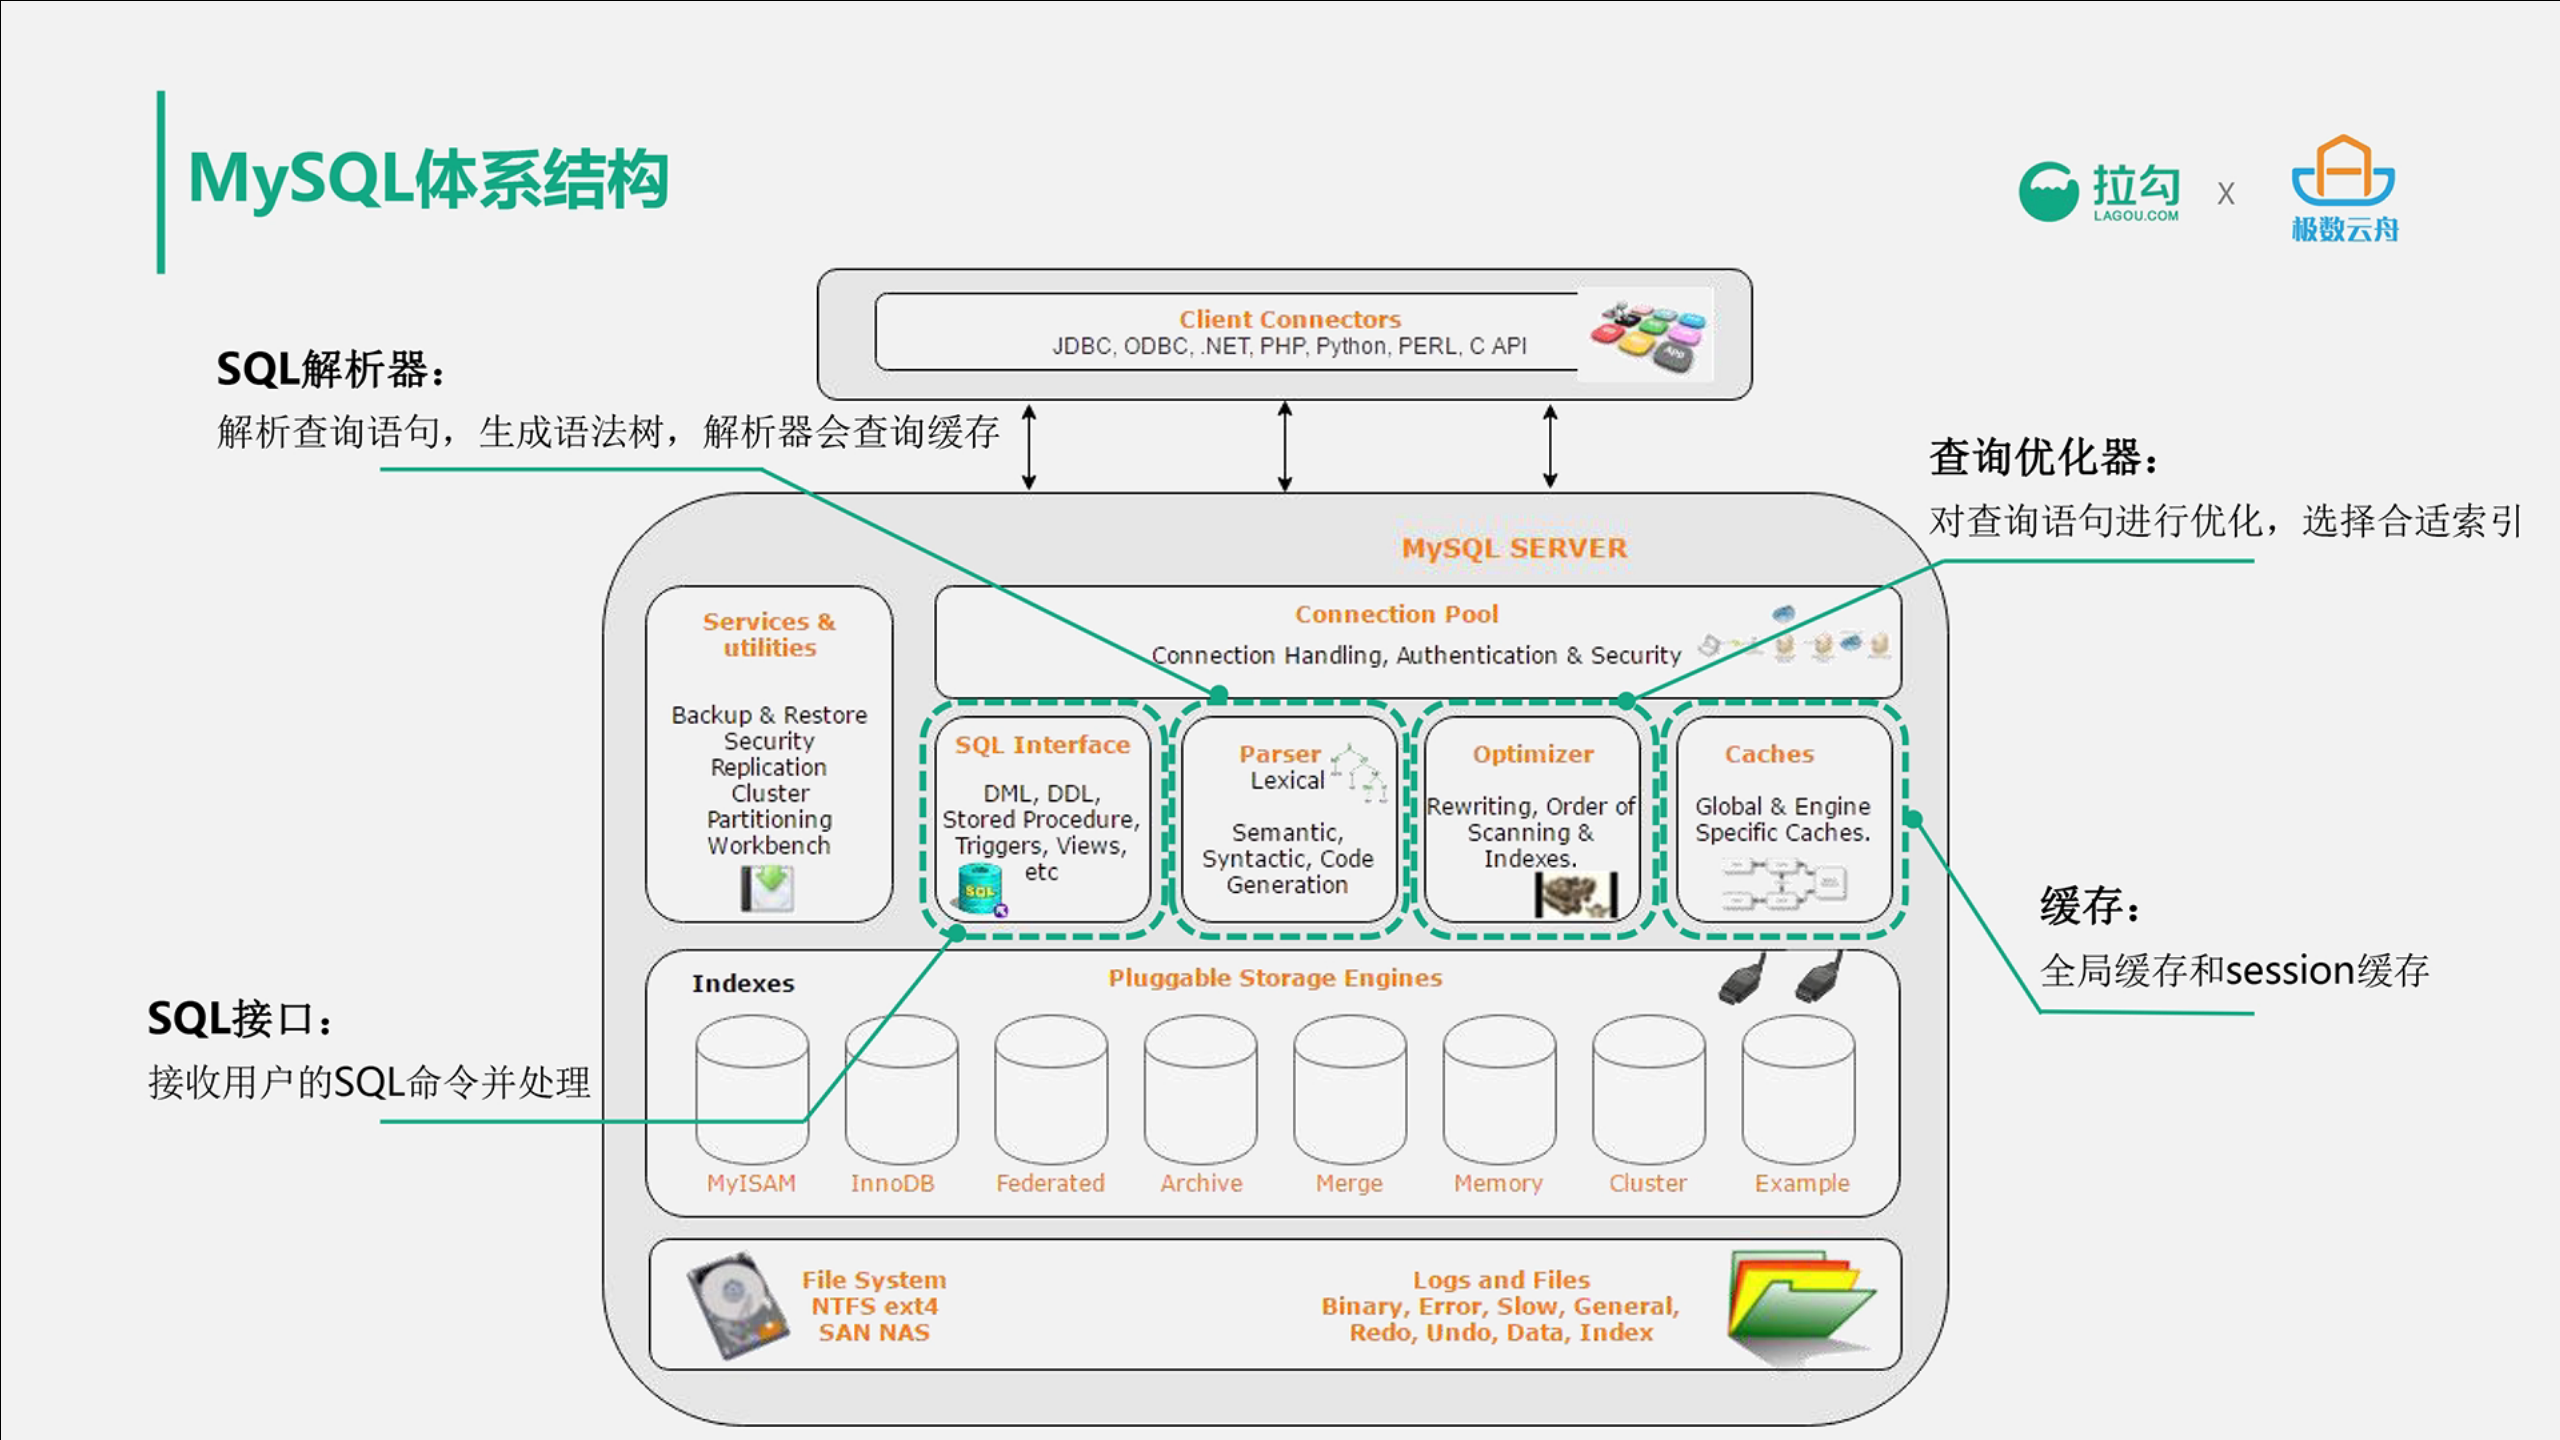 MySQL体系结构
拉勾
LAGOU.COM
X
极数云舟
Client Connectors
JDBC, ODBC, .NET, PHP, Python, PERL, C API
SQL解析器：
解析查询语句，生成语法树，解析器会查询缓存
查询优化器：
对查询语句进行优化，选择合适索引
MySQL SERVER
Services &
utilities
Backup & Restore
Security
Replication
Cluster
Partitioning
Workbench
Connection Pool
Connection Handling, Authentication & Security
SQL Interface
DML, DDL,
Stored Procedure,
Triggers, Views,
etc
SQL
Parser
Lexical
Semantic,
Syntactic, Code
Generation
Optimizer
Rewriting, Order of
Scanning &
Indexes.
Caches
Global & Engine
Specific Caches.
缓存：
全局缓存和session缓存
SQL接口：
接收用户的SQL命令并处理
Indexes
Pluggable Storage Engines
MyISAM
InnoDB
Federated
Archive
Merge
Memory
Cluster
Example
File System
NTFS ext4
SAN NAS
Logs and Files
Binary, Error, Slow, General,
Redo, Undo, Data, Index